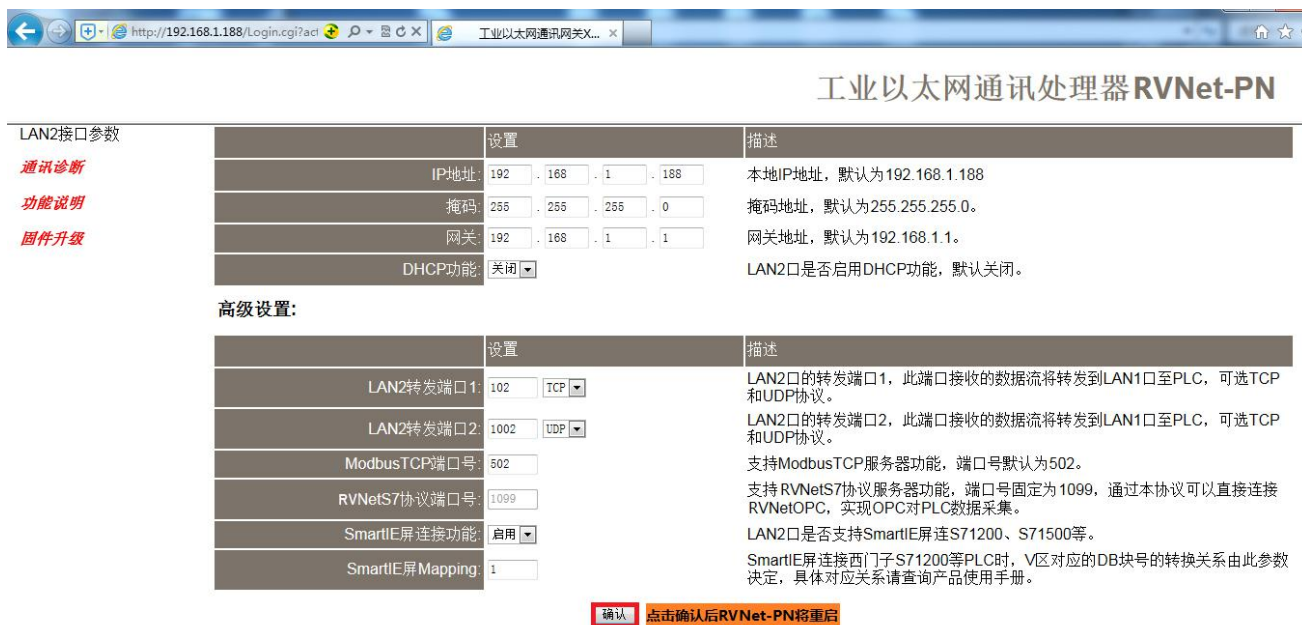 http://192.168.1.188/Login.cgi?act
工业以太网通讯网关X...
工业以太网通讯处理器RVNet-PN
LAN2接口参数
通讯诊断
功能说明
固件升级
设置 描述
IP地址: 192 . 168 . 1 . 188 本地IP地址，默认为192.168.1.188
掩码: 255 . 255 . 255 . 0 掩码地址，默认为255.255.255.0。
网关: 192 . 168 . 1 . 1 网关地址，默认为192.168.1.1。
DHCP功能: 关闭 LAN2口是否启用DHCP功能，默认关闭。
高级设置:
设置 描述
LAN2转发端口1: 102 TCP LAN2口的转发端口1，此端口接收的数据流将转发到LAN1口至PLC，可选TCP
和UDP协议。
LAN2转发端口2: 1002 UDP LAN2口的转发端口2，此端口接收的数据流将转发到LAN1口至PLC，可选TCP
和UDP协议。
ModbusTCP端口号: 502 支持ModbusTCP服务器功能，端口号默认为502。
RVNetS7协议端口号: 1099 支持RVNetS7协议服务器功能，端口号固定为1099，通过本协议可以直接连接
RVNetOPC，实现OPC对PLC数据采集。
SmartIE屏连接功能: 启用 LAN2口是否支持SmartIE屏连S71200、S71500等。
SmartIE屏Mapping: 1 SmartIE屏连接西门子S71200等PLC时，V区对应的DB块号的转换关系由此参数
决定，具体对应关系请查询产品使用手册。
确认 点击确认后RVNet-PN将重启